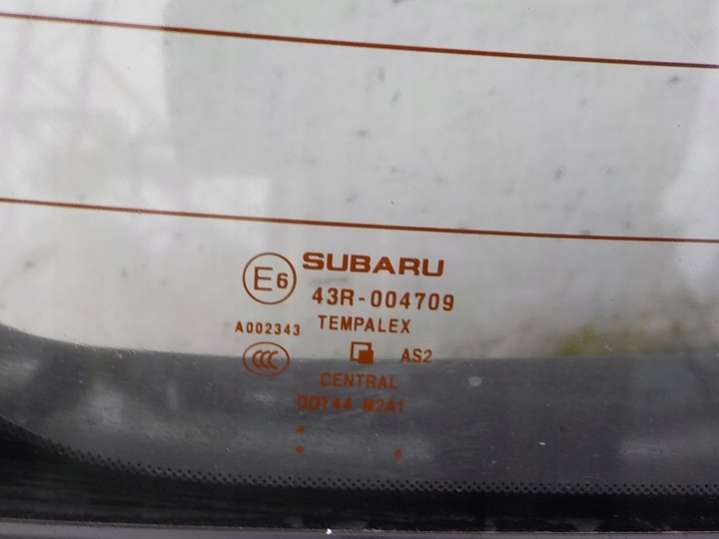 SUBARU
E6 43R-004709
A002343 TEMPALEX
CCC AS2
CENTRAL
DOT44 M2A1